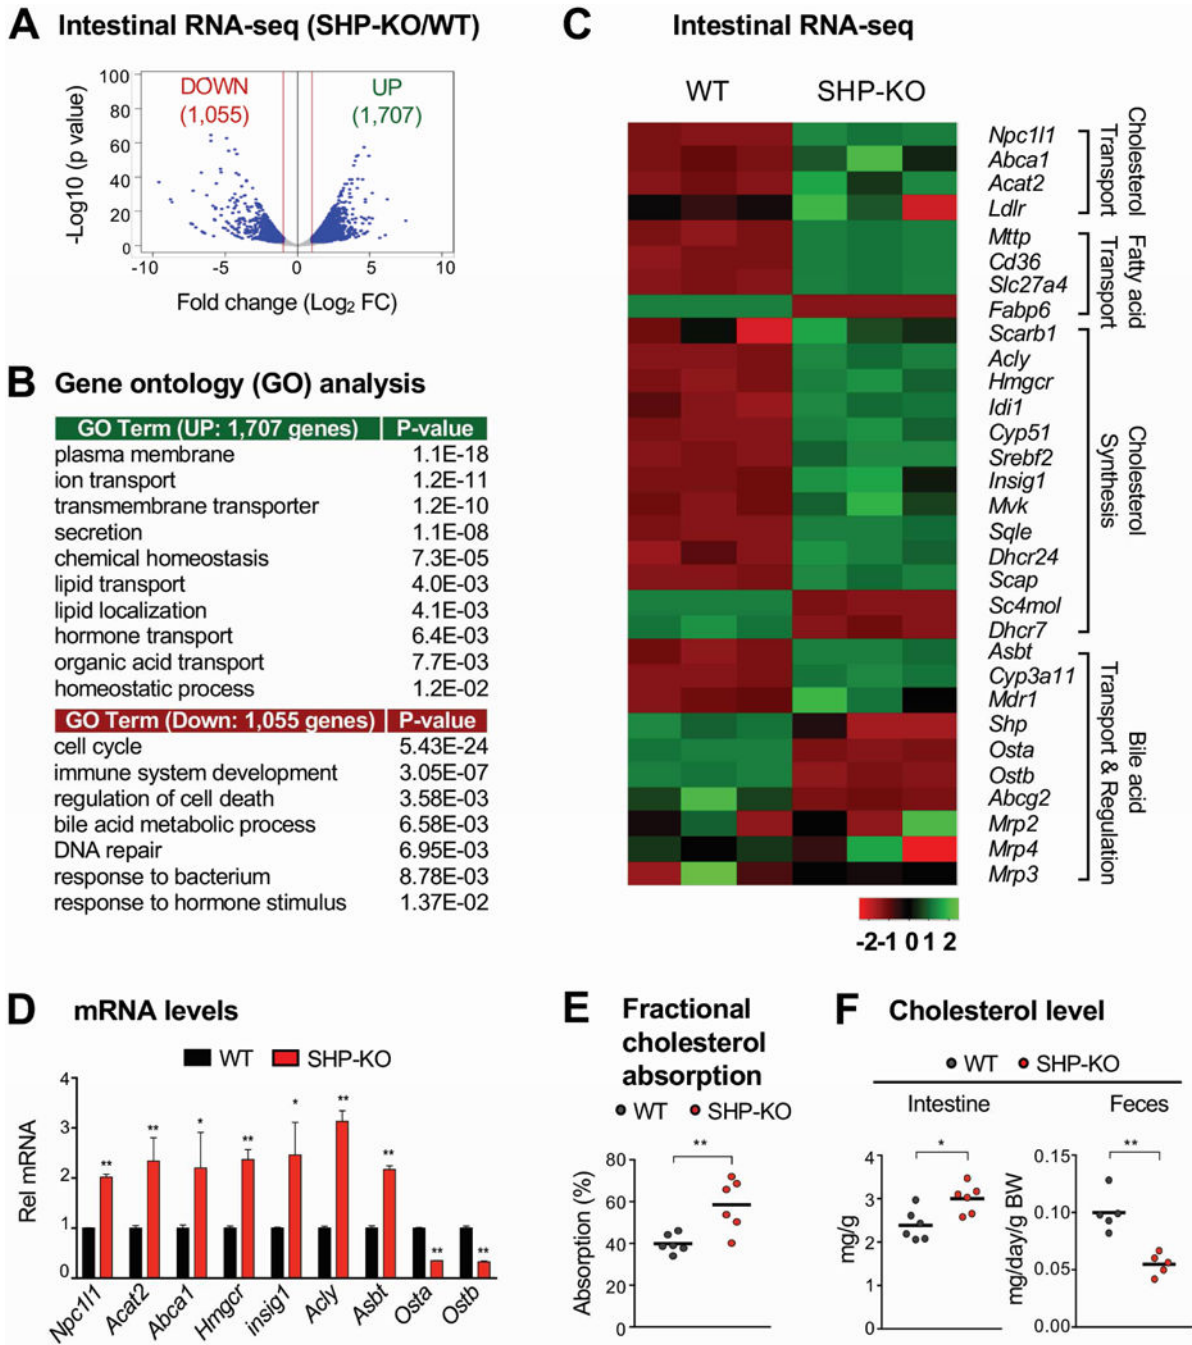 A Intestinal RNA-seq (SHP-KO/WT)
DOWN
(1,055)
UP
(1,707)
100
80
60
40
20
0
-Log10 (p value)
-10 -5 0 5 10
Fold change (Log2 FC)
B Gene ontology (GO) analysis
GO Term (UP: 1,707 genes) P-value
plasma membrane 1.1E-18
ion transport 1.2E-11
transmembrane transporter 1.2E-10
secretion 1.1E-08
chemical homeostasis 7.3E-05
lipid transport 4.0E-03
lipid localization 4.1E-03
hormone transport 6.4E-03
organic acid transport 7.7E-03
homeostatic process 1.2E-02
GO Term (Down: 1,055 genes) P-value
cell cycle 5.43E-24
immune system development 3.05E-07
regulation of cell death 3.58E-03
bile acid metabolic process 6.58E-03
DNA repair 6.95E-03
response to bacterium 8.78E-03
response to hormone stimulus 1.37E-02
C Intestinal RNA-seq
WT SHP-KO
Npc1l1
Abca1
Acat2
Ldlr
Mttp
Cd36
Slc27a4
Fabp6
Scarb1
Acly
Hmgcr
Idi1
Cyp51
Srebf2
Insig1
Mvk
Sqle
Dhcr24
Scap
Sc4mol
Dhcr7
Asbt
Cyp3a11
Mdr1
Shp
Osta
Ostb
Abcg2
Mrp2
Mrp4
Mrp3
Cholesterol
Transport
Fatty acid
Transport
Cholesterol
Synthesis
Bile acid
Transport & Regulation
-2 -1 0 1 2
D mRNA levels
WT SHP-KO
4
3
2
1
0
Rel mRNA
** ** * ** * ** ** ** **
Npc1l1 Acat2 Abca1 Hmgcr insig1 Acly Asbt Osta Ostb
E Fractional
cholesterol
absorption
WT SHP-KO
**
80
60
40
20
0
Absorption (%)
F Cholesterol level
WT SHP-KO
Intestine
*
4
3
2
1
0
mg/g
Feces
**
0.15
0.10
0.05
0.00
mg/day/g BW